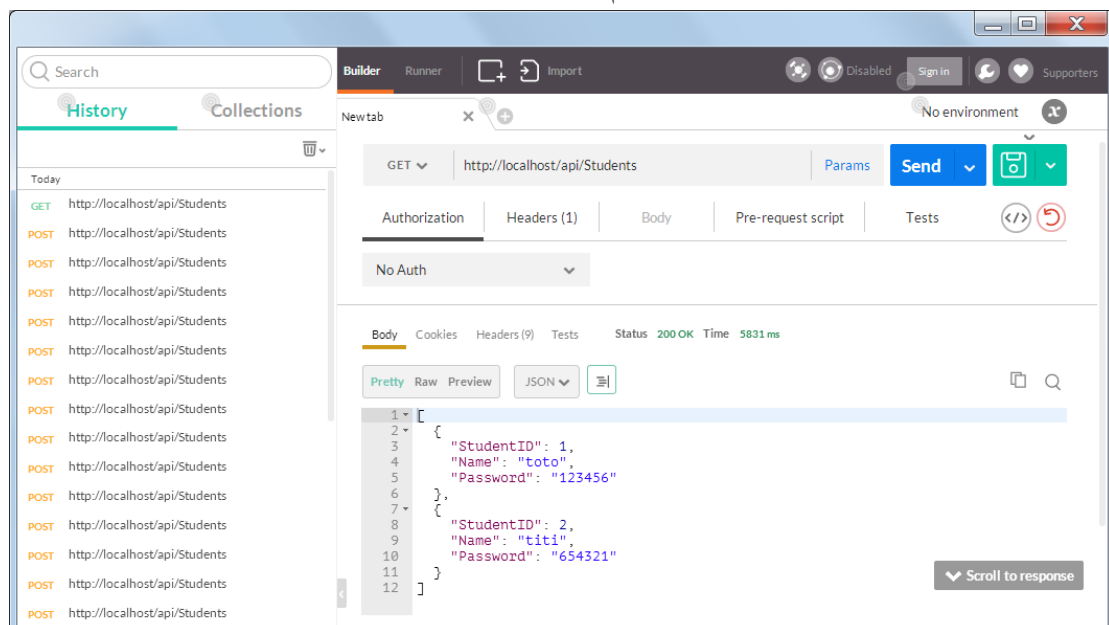 Search
History Collections
Today
GET http://localhost/api/Students
POST http://localhost/api/Students
POST http://localhost/api/Students
POST http://localhost/api/Students
POST http://localhost/api/Students
POST http://localhost/api/Students
POST http://localhost/api/Students
POST http://localhost/api/Students
POST http://localhost/api/Students
POST http://localhost/api/Students
POST http://localhost/api/Students
POST http://localhost/api/Students
POST http://localhost/api/Students
POST http://localhost/api/Students
POST http://localhost/api/Students
Builder Runner Import Disabled Sign in Supporters
New tab No environment
GET http://localhost/api/Students Params Send
Authorization Headers (1) Body Pre-request script Tests
No Auth
Body Cookies Headers (9) Tests Status 200 OK Time 5831 ms
Pretty Raw Preview JSON
1 [
2 {
3 "StudentID": 1,
4 "Name": "toto",
5 "Password": "123456"
6 },
7 {
8 "StudentID": 2,
9 "Name": "titi",
10 "Password": "654321"
11 }
12 ]
Scroll to response